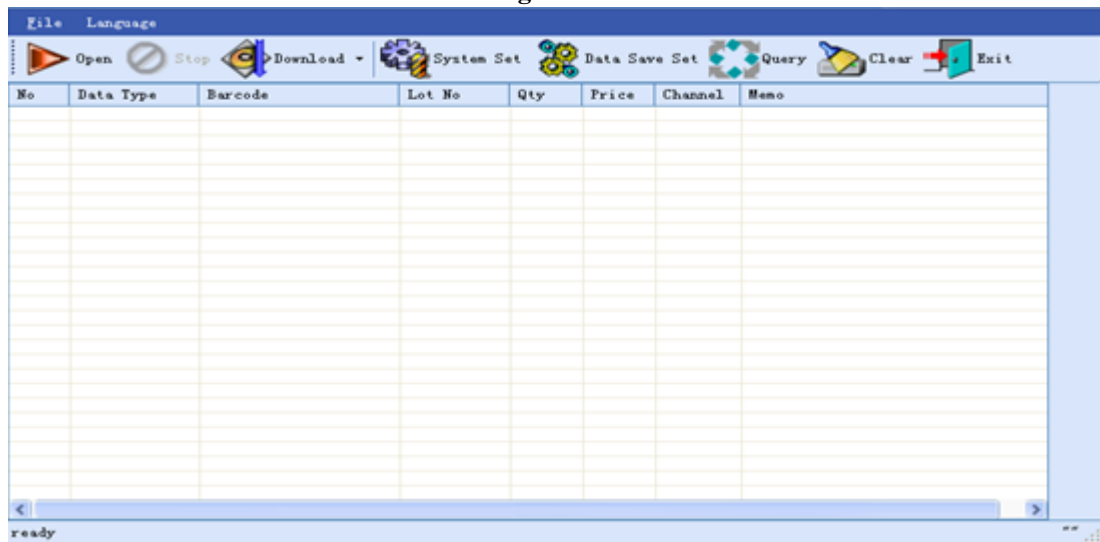 File Language
Open Stop Download System Set Data Save Set Query Clear Exit
No Data Type Barcode Lot No Qty Price Channel Memo
ready